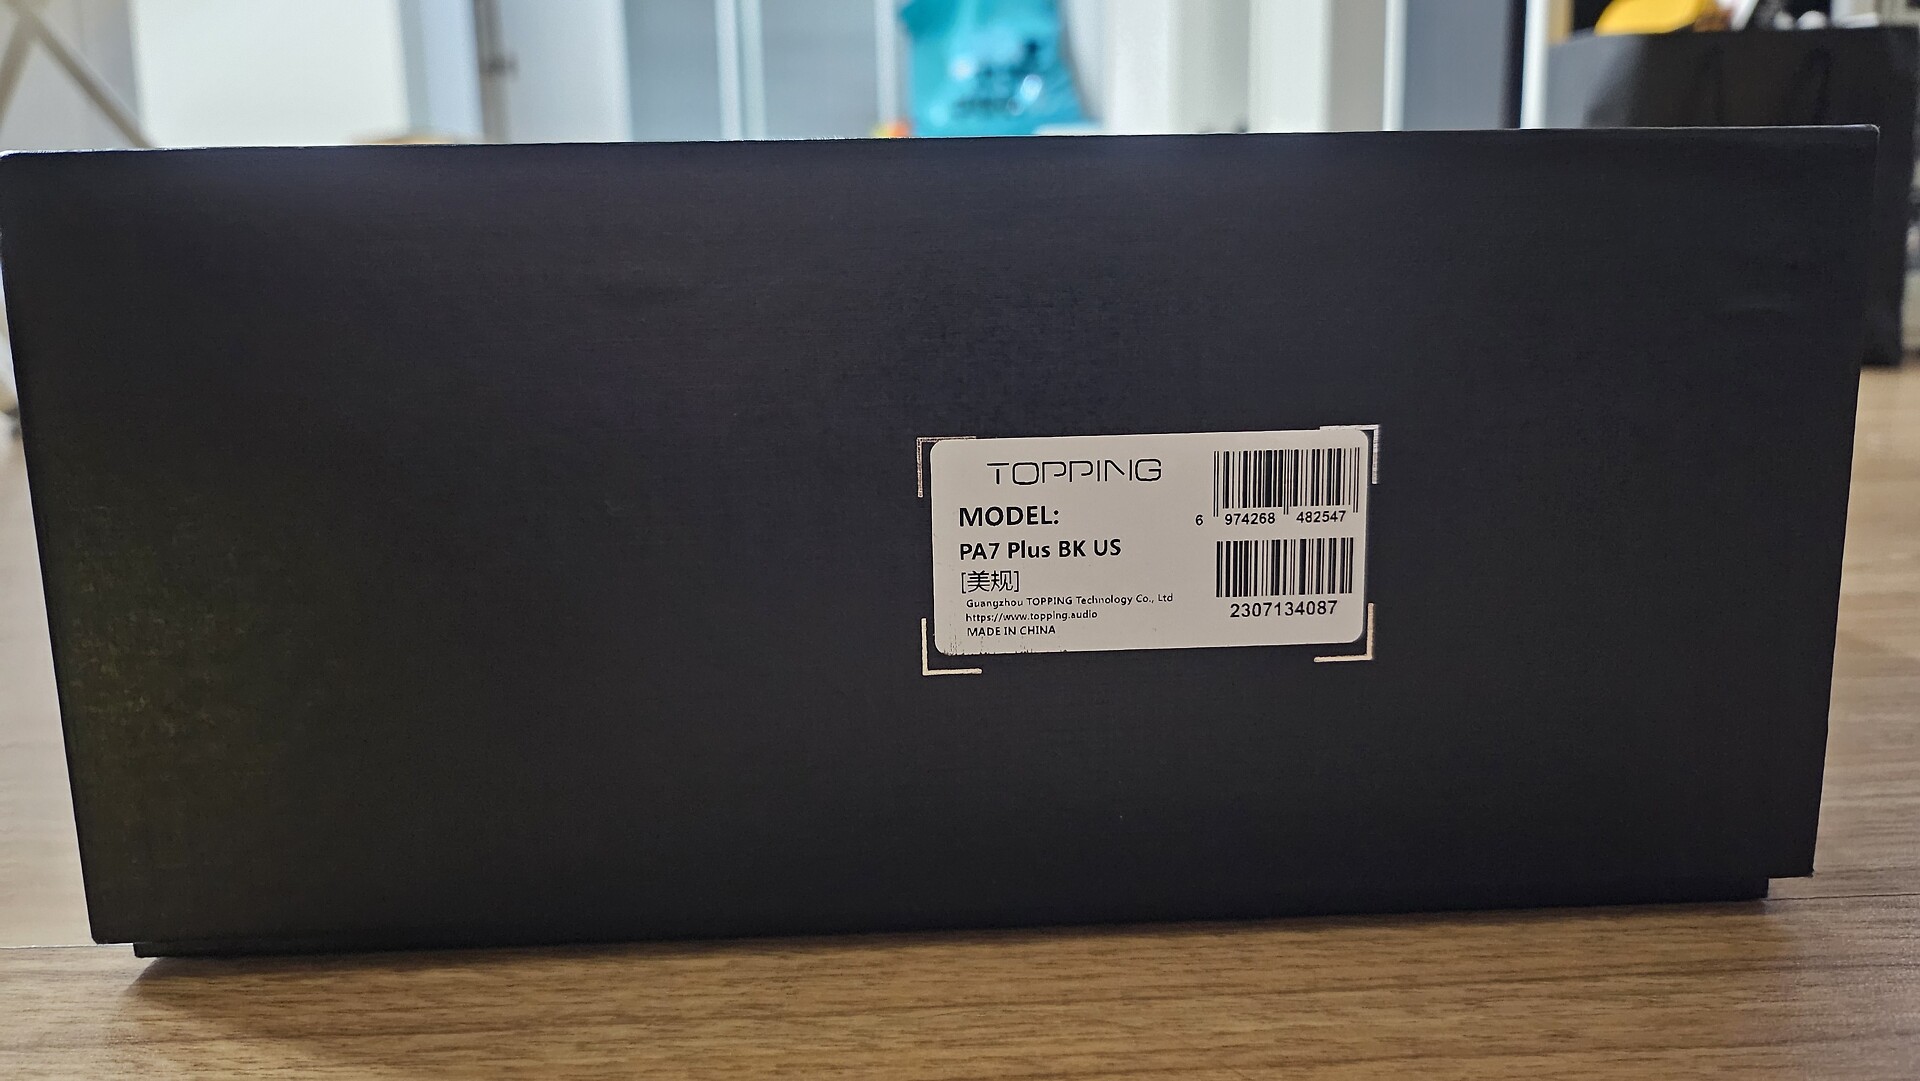 TOPPING
MODEL:
PA7 Plus BK US
[美规]
Guangzhou TOPPING Technology Co., Ltd
https://www.topping.audio
MADE IN CHINA
6 974268 482547
2307134087